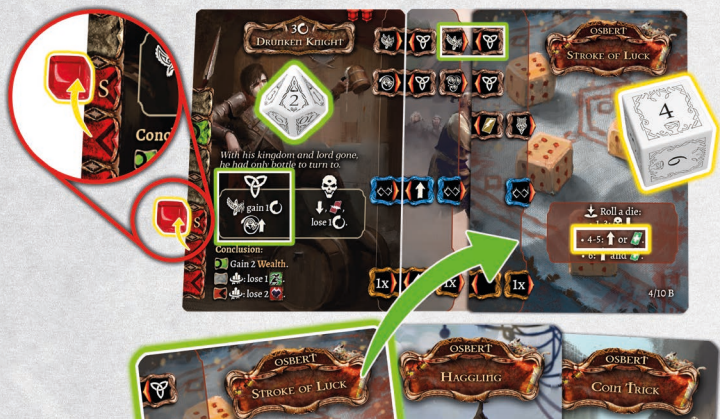 3
DRUNKEN KNIGHT
2
With his kingdom and lord gone,
he had only bottle to turn to.
gain 1
lose 1
Conclusion:
Gain 2 Wealth.
: lose 1
: lose 2
S
Conc
S
1x
1x
OSBERT
STROKE OF LUCK
4
6
Roll a die:
• 4-5: or
• 6: and
4/10 B
OSBERT
STROKE OF LUCK
OSBERT
HAGGLING
OSBERT
COIN TRICK